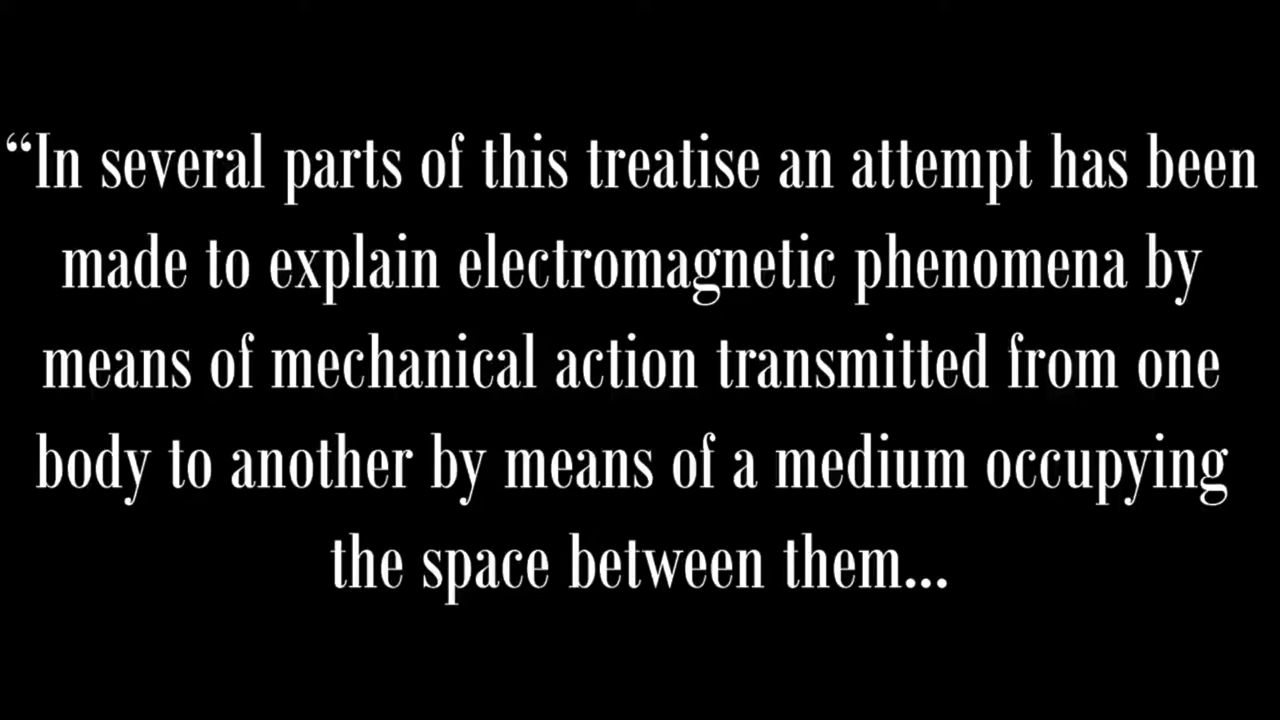 “In several parts of this treatise an attempt has been
made to explain electromagnetic phenomena by
means of mechanical action transmitted from one
body to another by means of a medium occupying
the space between them...